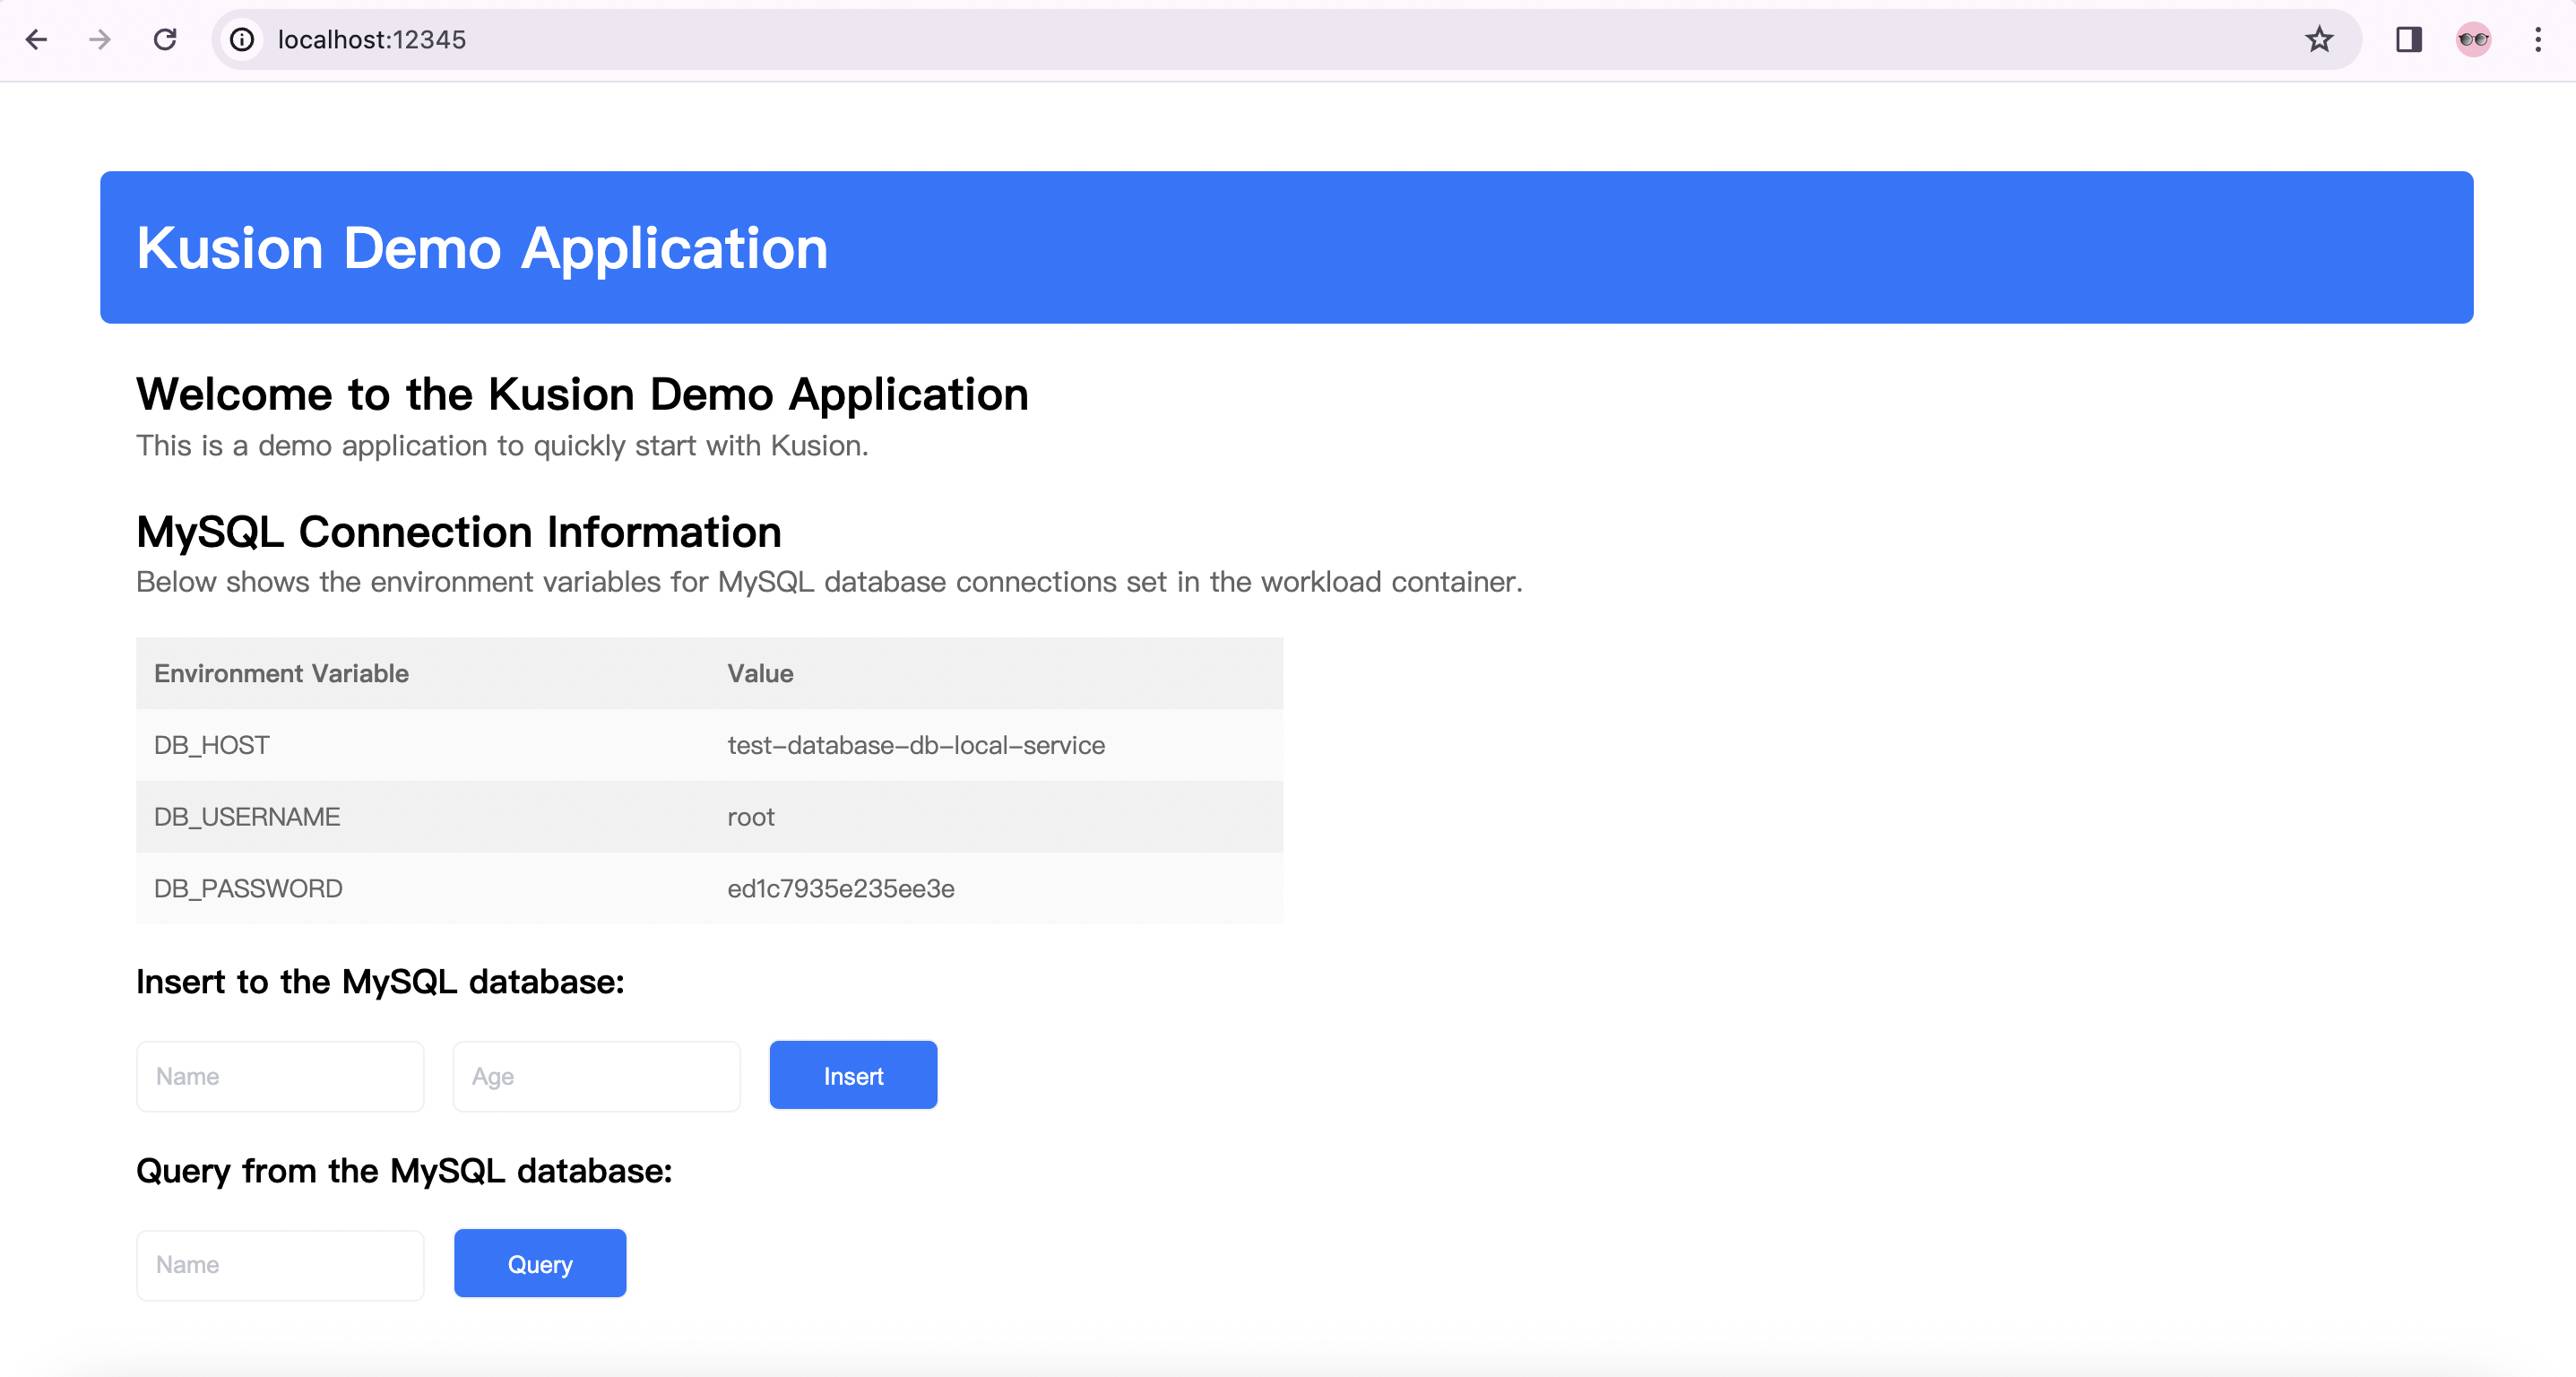 localhost:12345
Kusion Demo Application
Welcome to the Kusion Demo Application
This is a demo application to quickly start with Kusion.
MySQL Connection Information
Below shows the environment variables for MySQL database connections set in the workload container.
Environment Variable Value
DB_HOST test-database-db-local-service
DB_USERNAME root
DB_PASSWORD ed1c7935e235ee3e
Insert to the MySQL database:
Name Age Insert
Query from the MySQL database:
Name Query